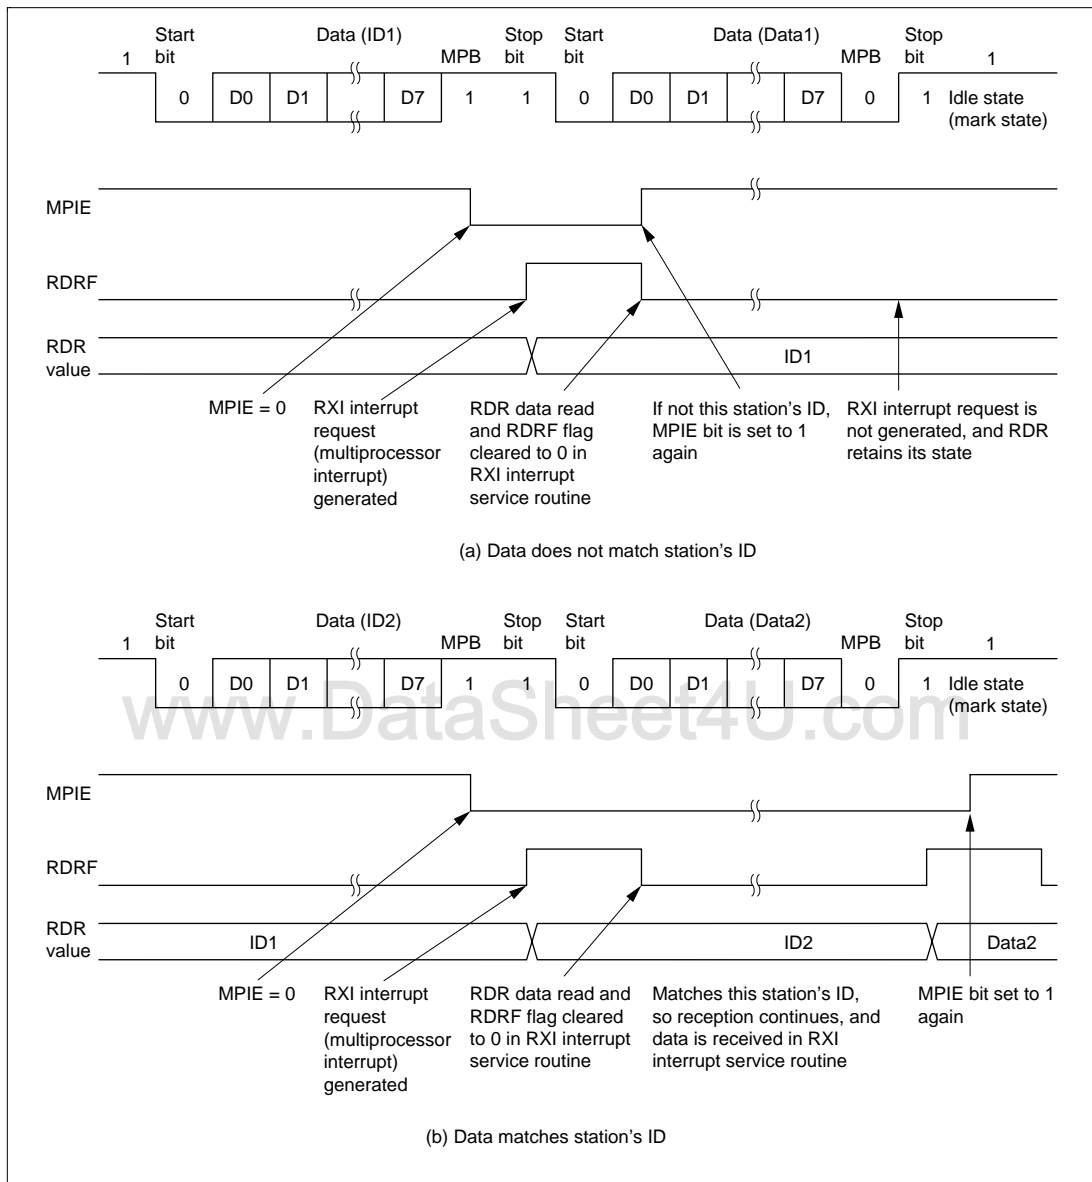 Start Data (ID1) Stop Start Data (Data1) Stop
1 bit MPB bit bit MPB bit 1
0 D0 D1 D7 1 1 0 D0 D1 D7 0 1 Idle state
(mark state)
MPIE
RDRF
RDR
value
ID1
MPIE = 0
RXI interrupt
request
(multiprocessor
interrupt)
generated
RDR data read
and RDRF flag
cleared to 0 in
RXI interrupt
service routine
If not this station's ID,
MPIE bit is set to 1
again
RXI interrupt request is
not generated, and RDR
retains its state
(a) Data does not match station's ID
Start Data (ID2) Stop Start Data (Data2) Stop
1 bit MPB bit bit MPB bit 1
0 D0 D1 D7 1 1 0 D0 D1 D7 0 1 Idle state
(mark state)
www.DataSheet4U.com
MPIE
RDRF
RDR
value
ID1 ID2 Data2
MPIE = 0
RXI interrupt
request
(multiprocessor
interrupt)
generated
RDR data read and
RDRF flag cleared
to 0 in RXI interrupt
service routine
Matches this station's ID,
so reception continues, and
data is received in RXI
interrupt service routine
MPIE bit set to 1
again
(b) Data matches station's ID